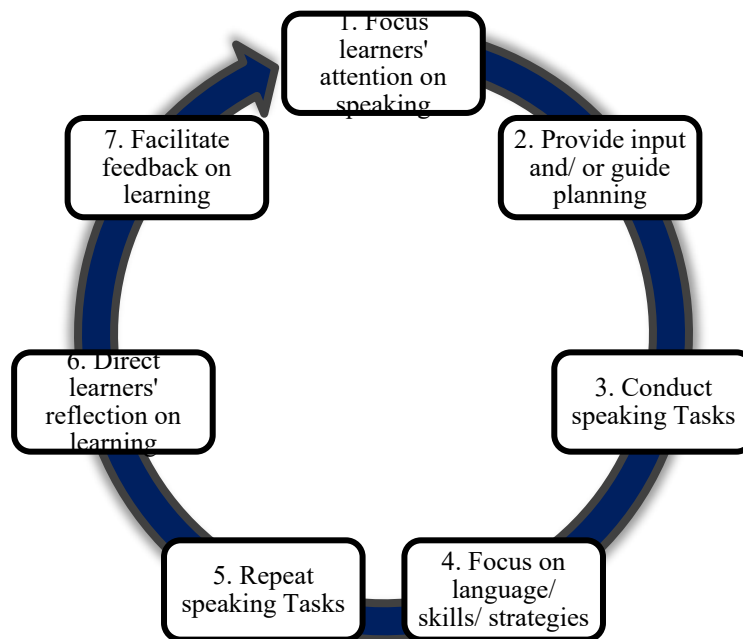 1. Focus
learners'
attention on
speaking
2. Provide input
and/ or guide
planning
3. Conduct
speaking Tasks
4. Focus on
language/
skills/ strategies
5. Repeat
speaking Tasks
6. Direct
learners'
reflection on
learning
7. Facilitate
feedback on
learning